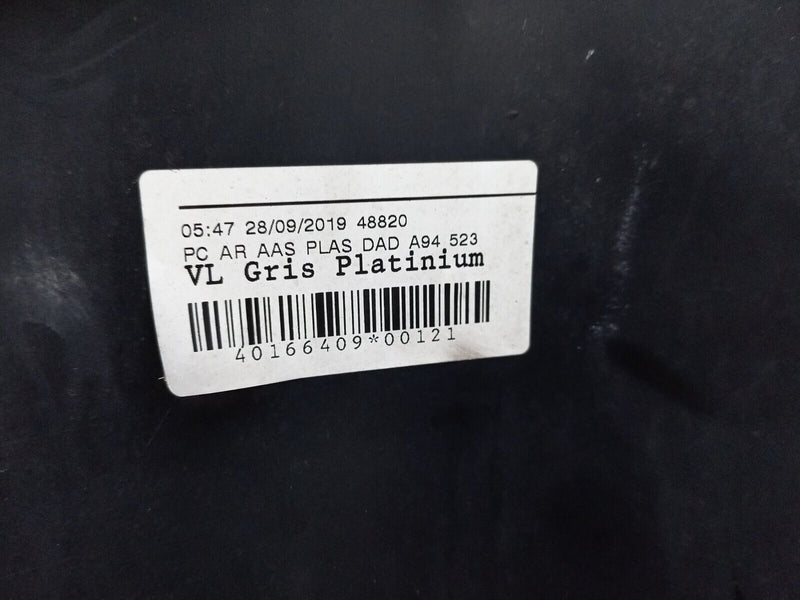 05:47 28/09/2019 48820
PC AR AAS PLAS DAD A94 523
VL Gris Platinium
40166409*00121